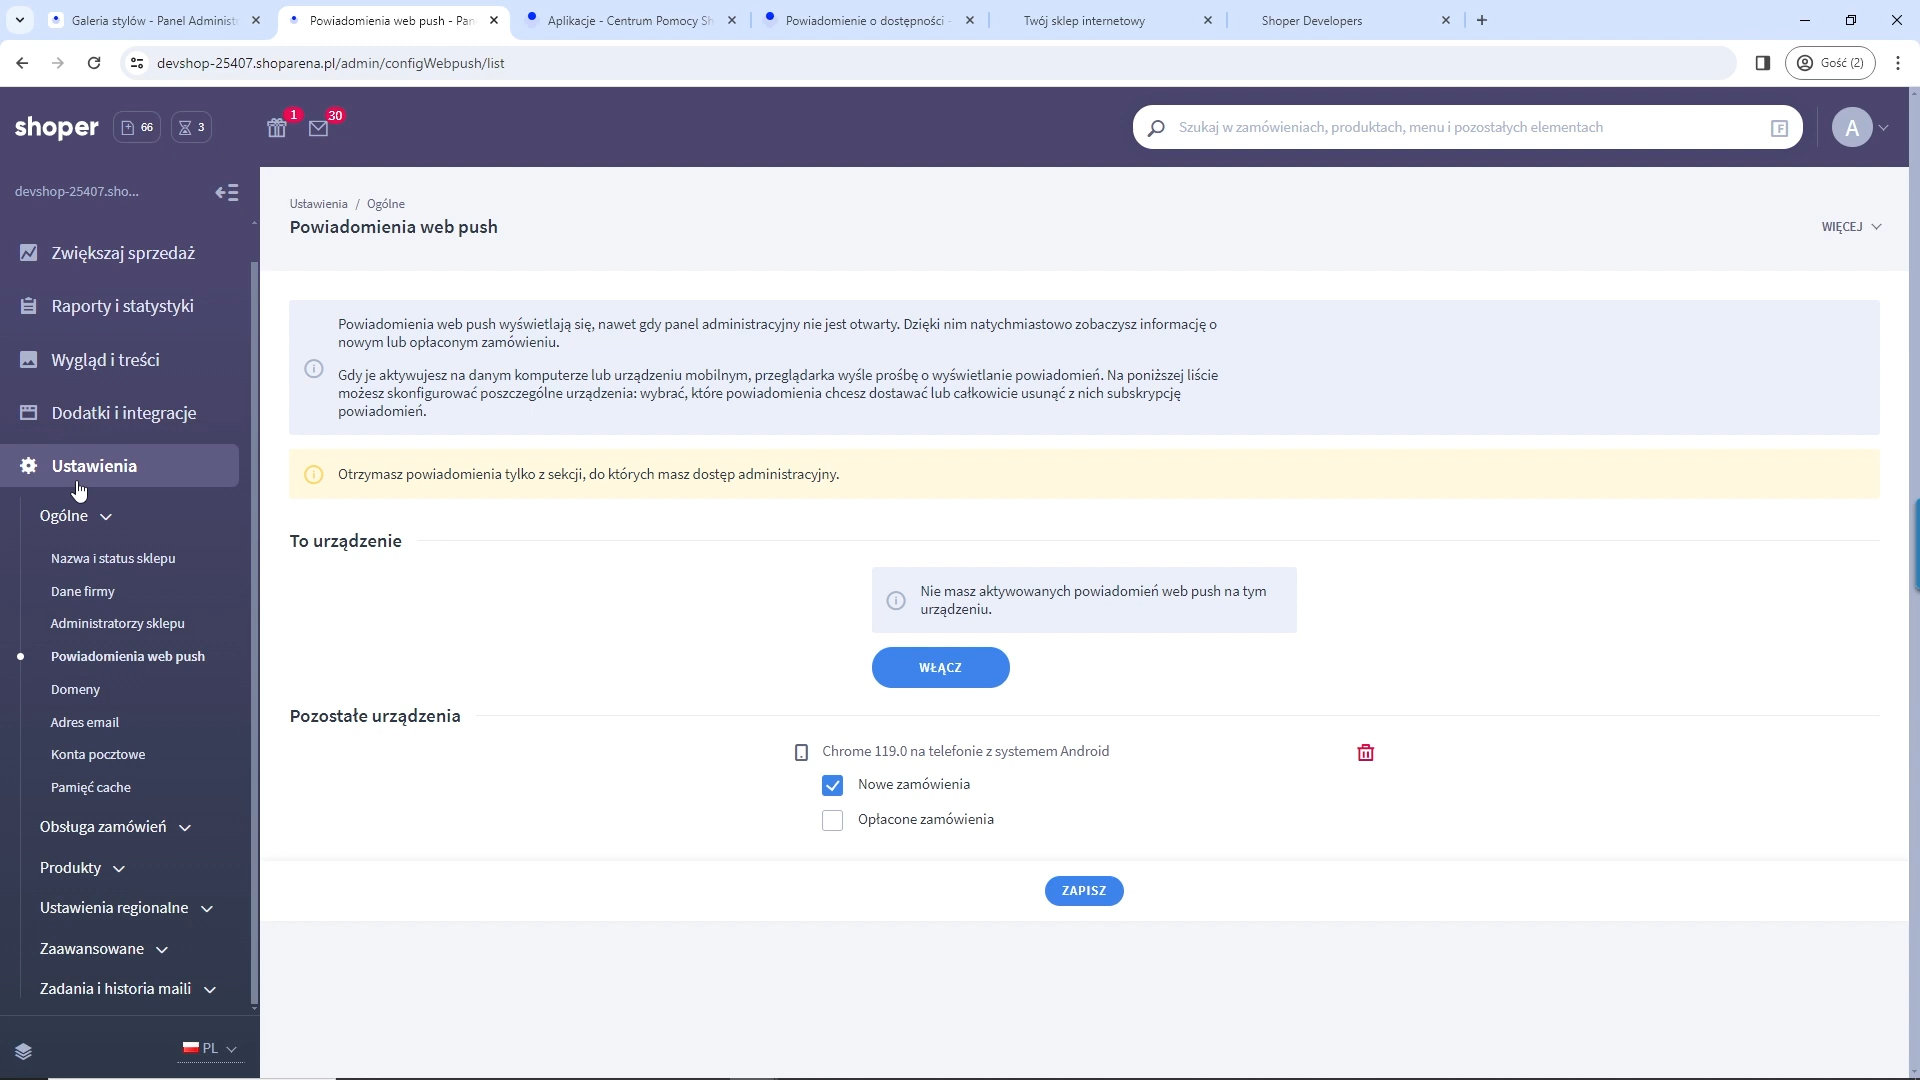 Galeria stylów - Panel Administr
Powiadomienia web push - Pan
Aplikacje - Centrum Pomocy Sh
Powiadomienie o dostępności -
Twój sklep internetowy
Shoper Developers
devshop-25407.shoparena.pl/admin/configWebpush/list
Gość (2)
shoper
66
3
1
30
Szukaj w zamówieniach, produktach, menu i pozostałych elementach
F
A
devshop-25407.sho...
Zwiększaj sprzedaż
Raporty i statystyki
Wygląd i treści
Dodatki i integracje
Ustawienia
Ogólne
Nazwa i status sklepu
Dane firmy
Administratorzy sklepu
Powiadomienia web push
Domeny
Adres email
Konta pocztowe
Pamięć cache
Obsługa zamówień
Produkty
Ustawienia regionalne
Zaawansowane
Zadania i historia maili
PL
Ustawienia / Ogólne
Powiadomienia web push
WIĘCEJ
Powiadomienia web push wyświetlają się, nawet gdy panel administracyjny nie jest otwarty. Dzięki nim natychmiastowo zobaczysz informację o
nowym lub opłaconym zamówieniu.
Gdy je aktywujesz na danym komputerze lub urządzeniu mobilnym, przeglądarka wyśle prośbę o wyświetlanie powiadomień. Na poniższej liście
możesz skonfigurować poszczególne urządzenia: wybrać, które powiadomienia chcesz dostawać lub całkowicie usunąć z nich subskrypcję
powiadomień.
Otrzymasz powiadomienia tylko z sekcji, do których masz dostęp administracyjny.
To urządzenie
Nie masz aktywowanych powiadomień web push na tym
urządzeniu.
WŁĄCZ
Pozostałe urządzenia
Chrome 119.0 na telefonie z systemem Android
Nowe zamówienia
Opłacone zamówienia
ZAPISZ